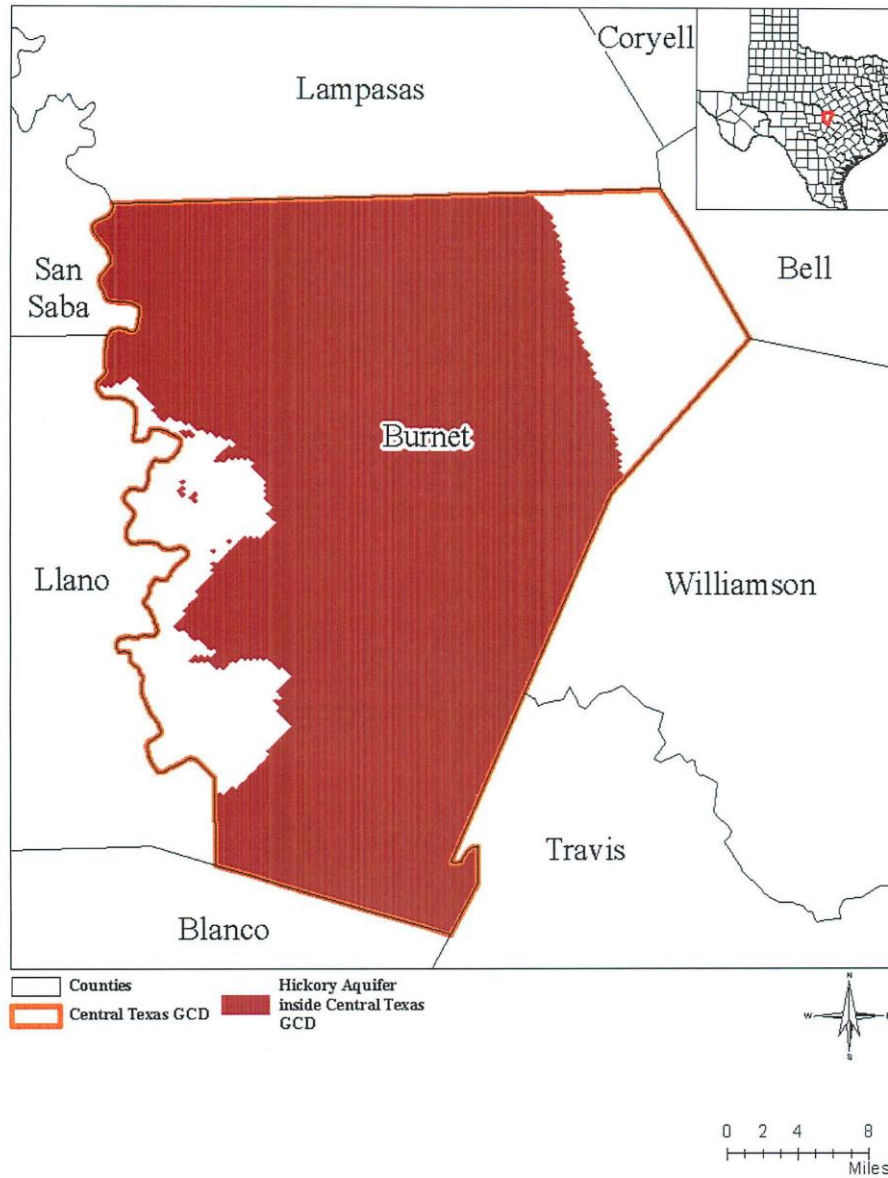 Coryell
Lampasas
San
Saba
Bell
Burnet
Llano
Williamson
Travis
Blanco
Counties
Central Texas GCD
Hickory Aquifer
inside Central Texas
GCD
N
W
E
S
0 2 4 8
Miles